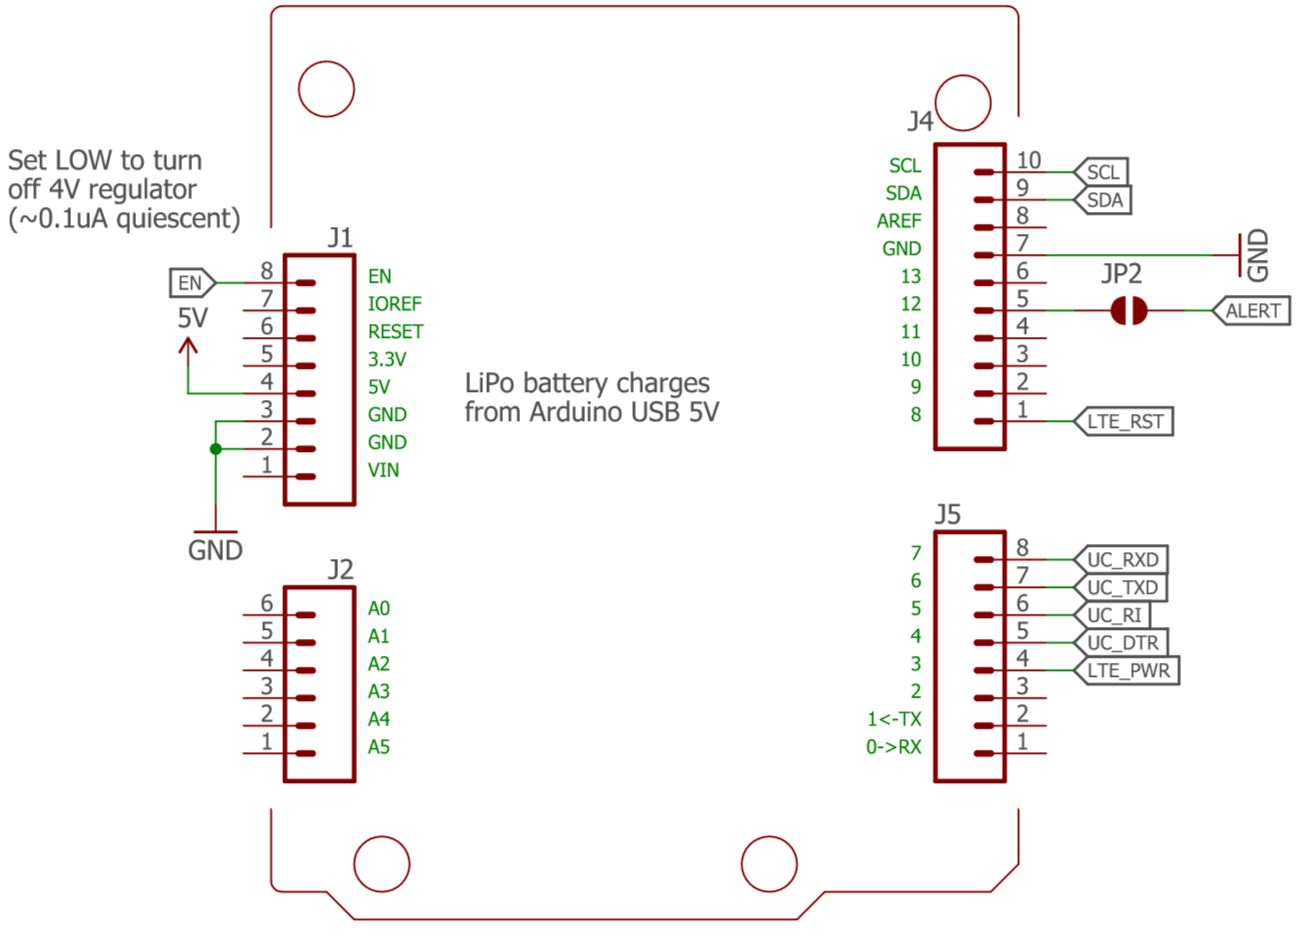 Set LOW to turn
off 4V regulator
(~0.1uA quiescent)
J1
EN 8 EN
7 IOREF
5V
6 RESET
5 3.3V
4 5V
3 GND
2 GND
1 VIN
GND
J2
6 A0
5 A1
4 A2
3 A3
2 A4
1 A5
LiPo battery charges
from Arduino USB 5V
J4
SCL 10 SCL
SDA 9 SDA
AREF 8
GND 7 GND
13 6
JP2
12 5 ALERT
11 4
10 3
9 2
8 1 LTE_RST
J5
7 8 UC_RXD
6 7 UC_TXD
5 6 UC_RI
4 5 UC_DTR
3 4 LTE_PWR
2 3
1<-TX 2
0->RX 1